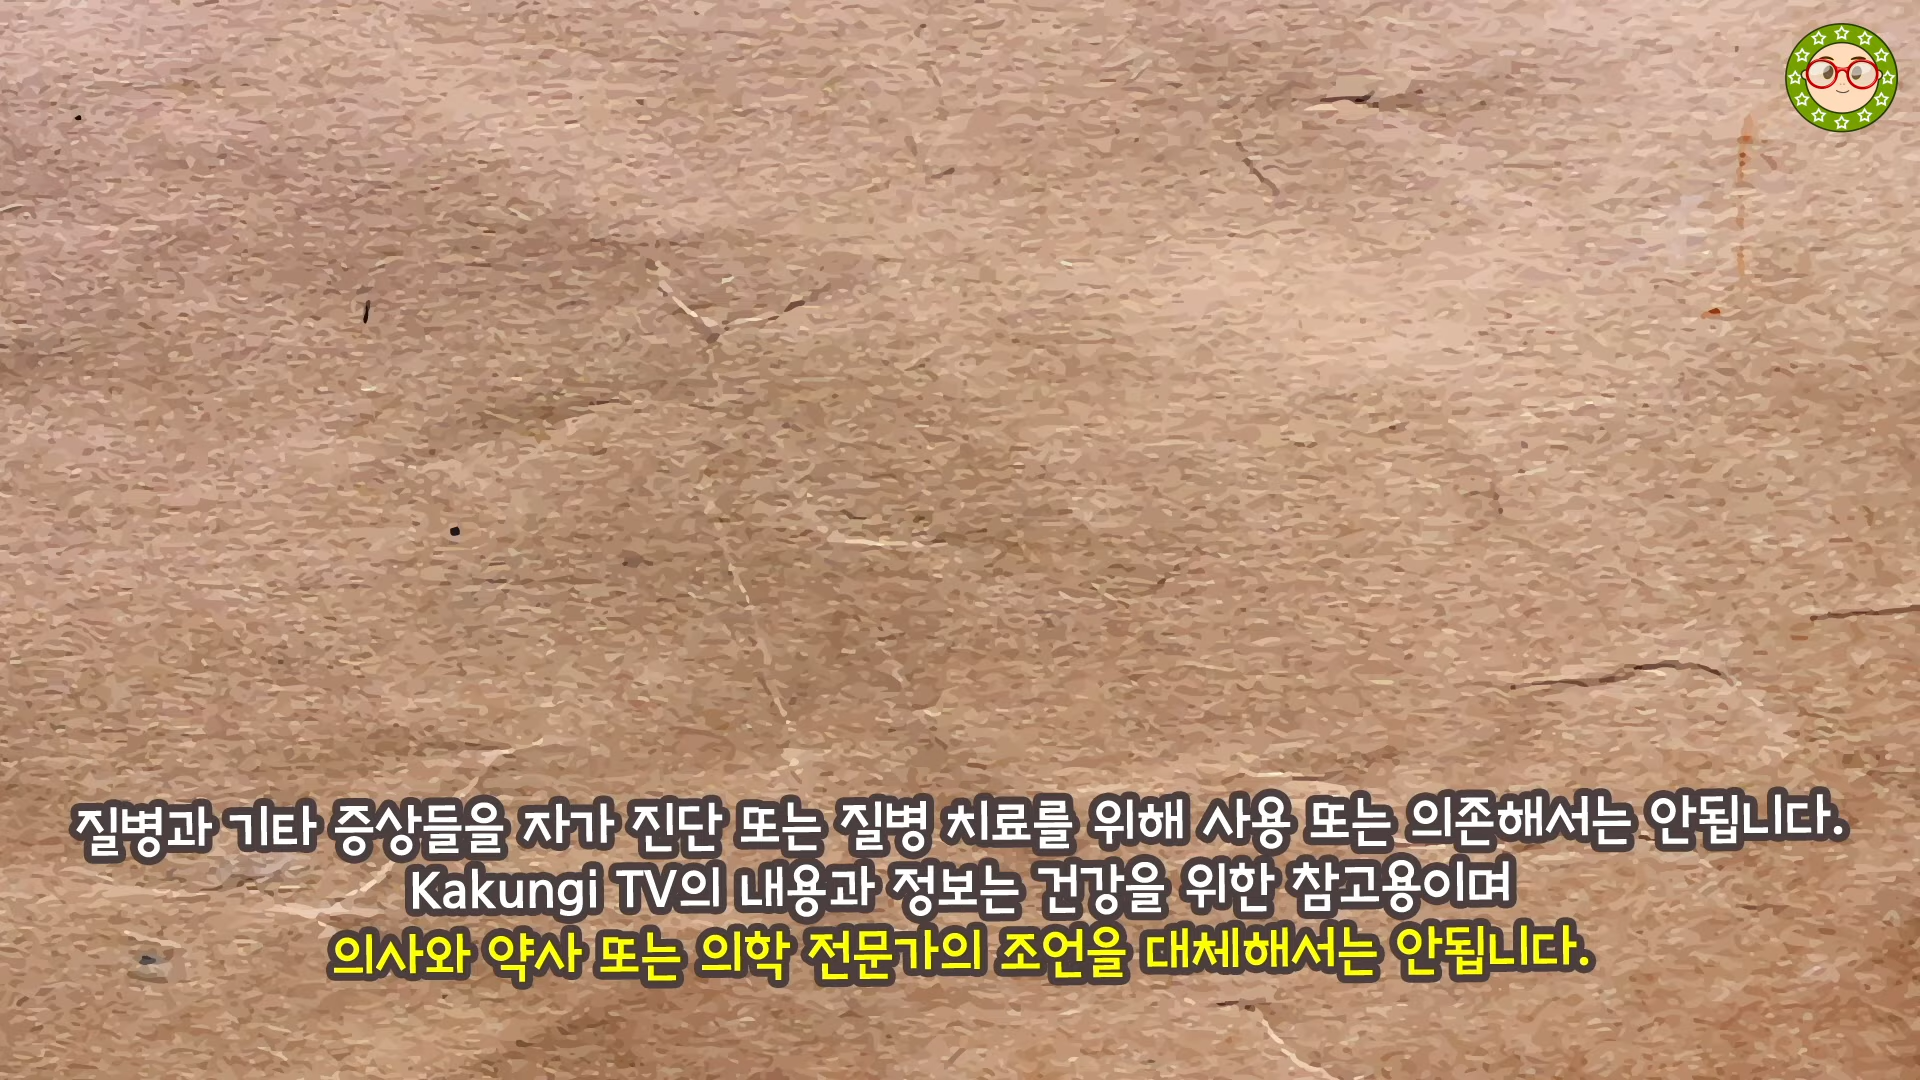 질병과 기타 증상들을 자가 진단 또는 질병 치료를 위해 사용 또는 의존해서는 안됩니다.
Kakungi TV의 내용과 정보는 건강을 위한 참고용이며
의사와 약사 또는 의학 전문가의 조언을 대체해서는 안됩니다.